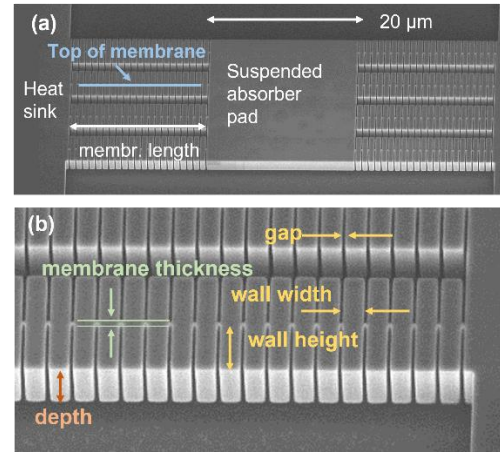 (a)
20 µm
Top of membrane
Heat
sink
Suspended
absorber
pad
membr. length
(b)
gap
membrane thickness
wall width
wall height
depth